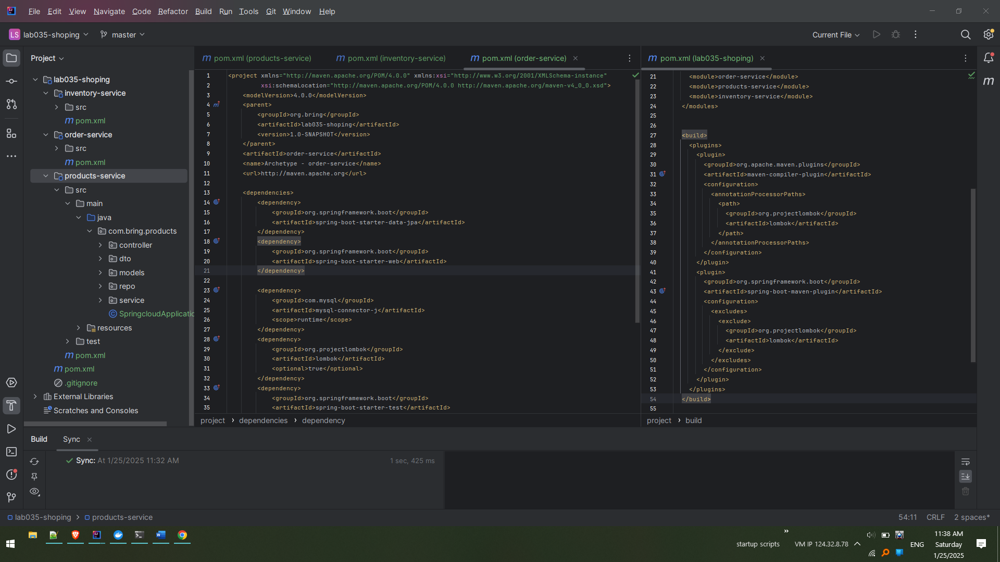 File Edit View Navigate Code Refactor Build Run Tools Git Window Help
LS lab035-shoping master Current File
Project
lab035-shoping
inventory-service
src
pom.xml
order-service
src
pom.xml
products-service
src
main
java
com.bring.products
controller
dto
models
repo
service
SpringcloudApplicatic
resources
test
pom.xml
pom.xml
.gitignore
External Libraries
Scratches and Consoles
pom.xml (products-service) pom.xml (inventory-service) pom.xml (order-service)
1 <project xmlns="http://maven.apache.org/POM/4.0.0" xmlns:xsi="http://www.w3.org/2001/XMLSchema-instance"
2 xsi:schemaLocation="http://maven.apache.org/POM/4.0.0 http://maven.apache.org/maven-v4_0_0.xsd">
3 <modelVersion>4.0.0</modelVersion>
4 <parent>
5 <groupId>org.bring</groupId>
6 <artifactId>lab035-shoping</artifactId>
7 <version>1.0-SNAPSHOT</version>
8 </parent>
9 <artifactId>order-service</artifactId>
10 <name>Archetype - order-service</name>
11 <url>http://maven.apache.org</url>
12
13 <dependencies>
14 <dependency>
15 <groupId>org.springframework.boot</groupId>
16 <artifactId>spring-boot-starter-data-jpa</artifactId>
17 </dependency>
18 <dependency>
19 <groupId>org.springframework.boot</groupId>
20 <artifactId>spring-boot-starter-web</artifactId>
21 </dependency>
22
23 <dependency>
24 <groupId>com.mysql</groupId>
25 <artifactId>mysql-connector-j</artifactId>
26 <scope>runtime</scope>
27 </dependency>
28 <dependency>
29 <groupId>org.projectlombok</groupId>
30 <artifactId>lombok</artifactId>
31 <optional>true</optional>
32 </dependency>
33 <dependency>
34 <groupId>org.springframework.boot</groupId>
35 <artifactId>spring-boot-starter-test</artifactId>
project › dependencies › dependency
pom.xml (lab035-shoping)
21 <module>order-service</module>
22 <module>products-service</module>
23 <module>inventory-service</module>
24 </modules>
25
26
27 <build>
28 <plugins>
29 <plugin>
30 <groupId>org.apache.maven.plugins</groupId>
31 <artifactId>maven-compiler-plugin</artifactId>
32 <configuration>
33 <annotationProcessorPaths>
34 <path>
35 <groupId>org.projectlombok</groupId>
36 <artifactId>lombok</artifactId>
37 </path>
38 </annotationProcessorPaths>
39 </configuration>
40 </plugin>
41 <plugin>
42 <groupId>org.springframework.boot</groupId>
43 <artifactId>spring-boot-maven-plugin</artifactId>
44 <configuration>
45 <excludes>
46 <exclude>
47 <groupId>org.projectlombok</groupId>
48 <artifactId>lombok</artifactId>
49 </exclude>
50 </excludes>
51 </configuration>
52 </plugin>
53 </plugins>
54 </build>
55
project › build
Build Sync
Sync: At 1/25/2025 11:32 AM 1 sec, 425 ms
lab035-shoping › products-service 54:11 CRLF 2 spaces*
startup scripts » VM IP 124.32.8.78 ENG
11:38 AM
Saturday
1/25/2025